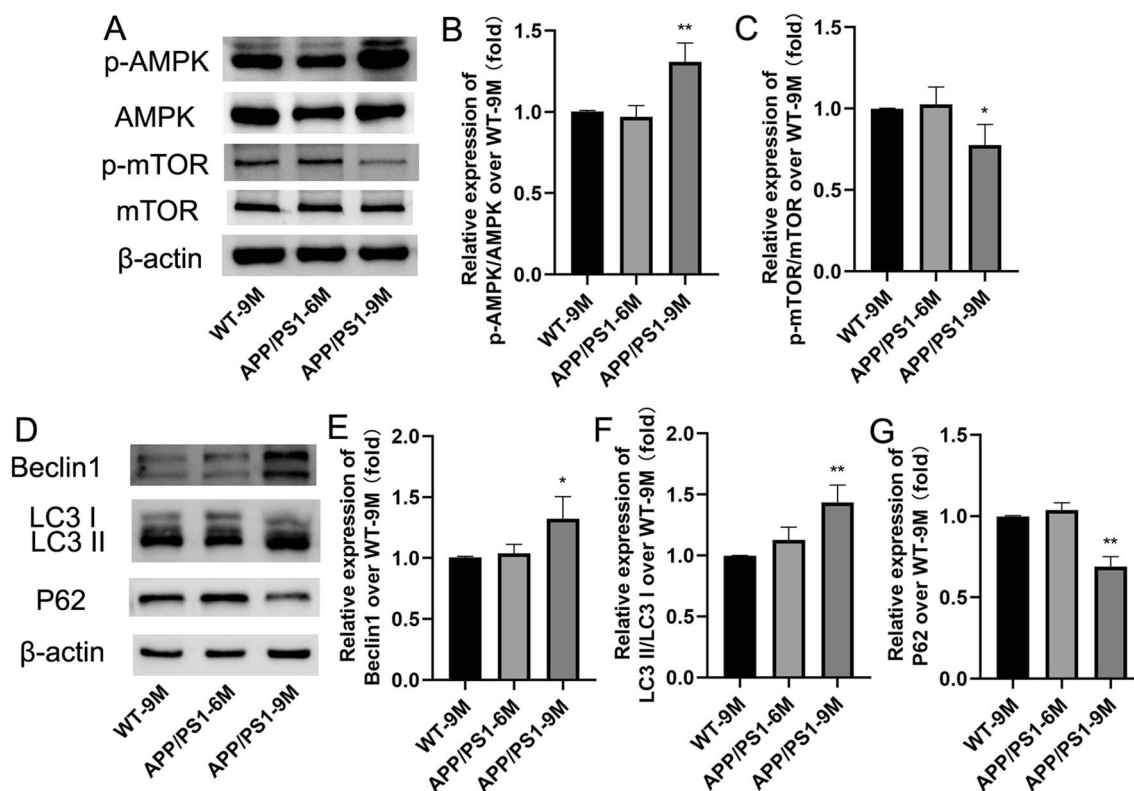 A
p-AMPK
AMPK
p-mTOR
mTOR
β-actin
WT-9M
APP/PS1-6M
APP/PS1-9M
B
Relative expression of
p-AMPK/AMPK over WT-9M (fold)
1.5
1.0
0.5
0.0
**
WT-9M
APP/PS1-6M
APP/PS1-9M
C
Relative expression of
p-mTOR/mTOR over WT-9M (fold)
1.5
1.0
0.5
0.0
*
WT-9M
APP/PS1-6M
APP/PS1-9M
D
Beclin1
LC3 I
LC3 II
P62
β-actin
WT-9M
APP/PS1-6M
APP/PS1-9M
E
Relative expression of
Beclin1 over WT-9M (fold)
2.0
1.5
1.0
0.5
0.0
*
WT-9M
APP/PS1-6M
APP/PS1-9M
F
Relative expression of
LC3 II/LC3 I over WT-9M (fold)
2.0
1.5
1.0
0.5
0.0
**
WT-9M
APP/PS1-6M
APP/PS1-9M
G
Relative expression of
P62 over WT-9M (fold)
1.5
1.0
0.5
0.0
**
WT-9M
APP/PS1-6M
APP/PS1-9M